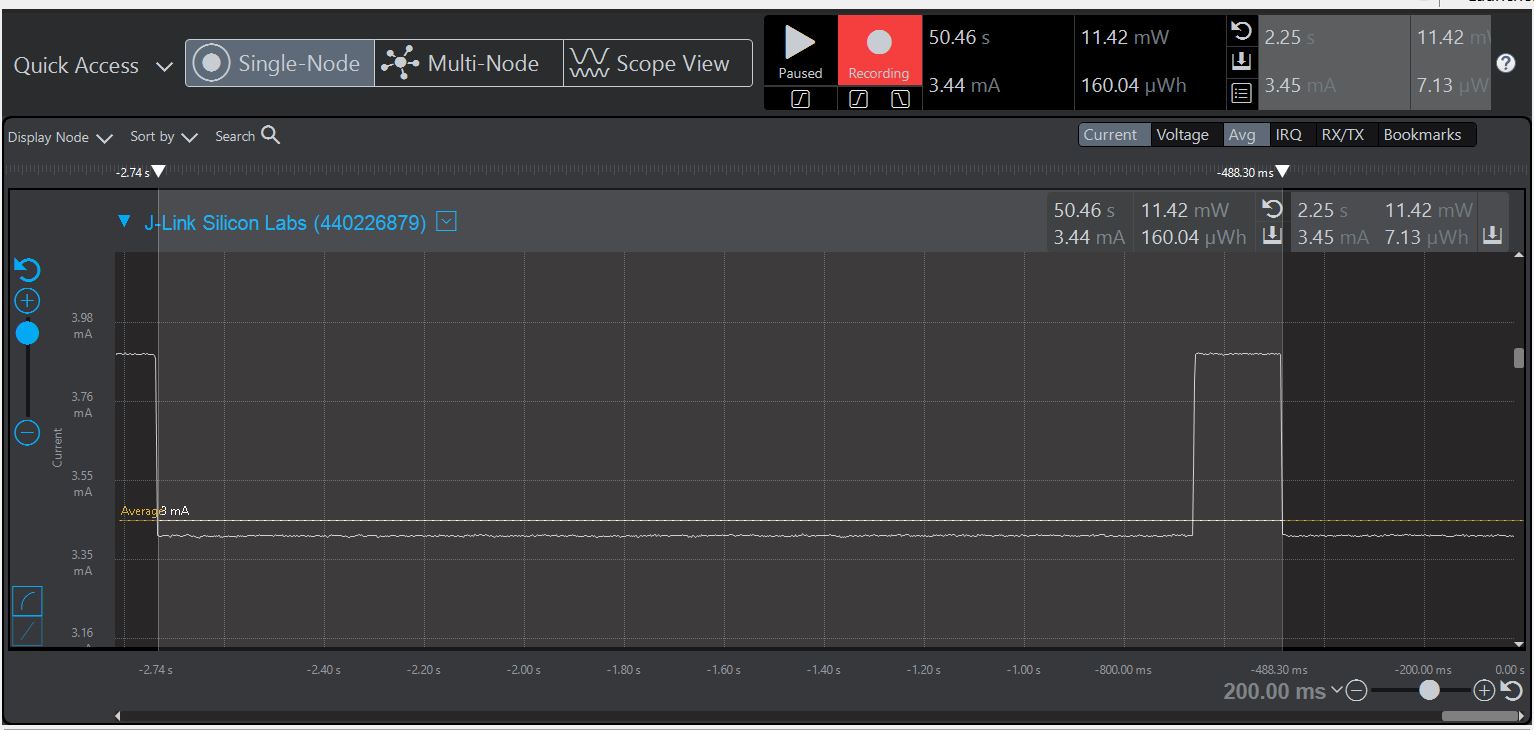 Quick Access
Single-Node
Multi-Node
Scope View
Paused
Recording
50.46 s
3.44 mA
11.42 mW
160.04 µWh
2.25 s
3.45 mA
11.42 mW
7.13 µW
?
Display Node
Sort by
Search
Current
Voltage
Avg
IRQ
RX/TX
Bookmarks
-2.74 s
-488.30 ms
J-Link Silicon Labs (440226879)
50.46 s
3.44 mA
11.42 mW
160.04 µWh
2.25 s
3.45 mA
11.42 mW
7.13 µWh
3.98
mA
3.76
mA
3.55
mA
3.35
mA
3.16
Current
Average
3 mA
-2.74 s
-2.40 s
-2.20 s
-2.00 s
-1.80 s
-1.60 s
-1.40 s
-1.20 s
-1.00 s
-800.00 ms
-488.30 ms
-200.00 ms
0.00 s
200.00 ms